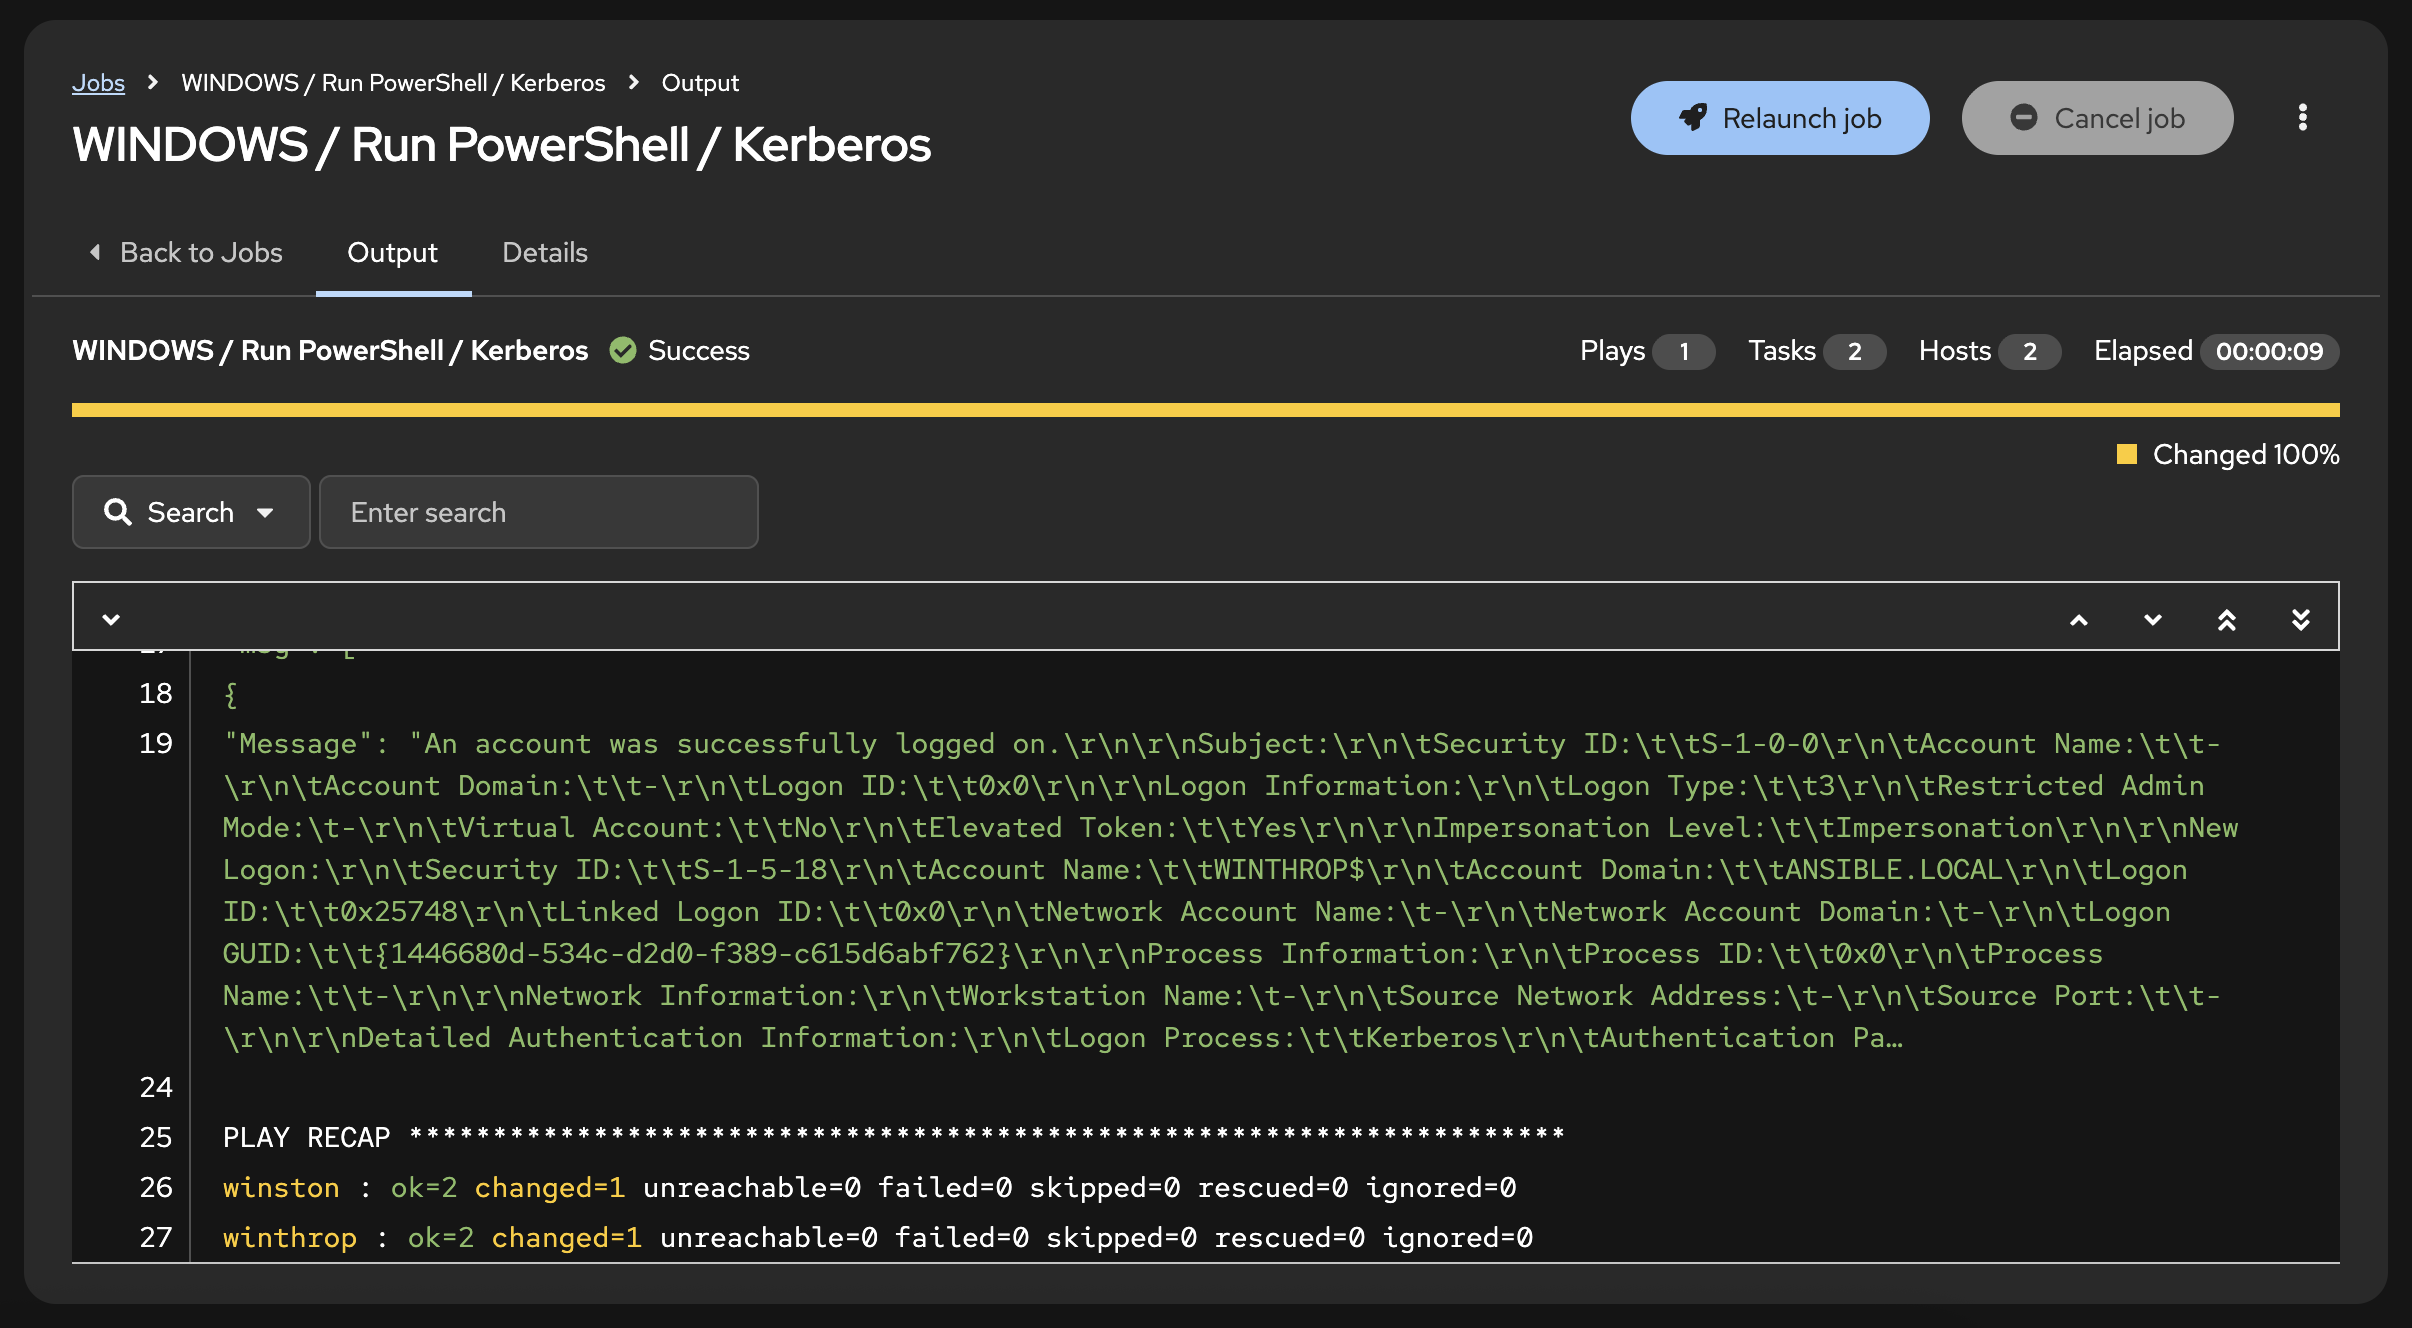 Jobs > WINDOWS / Run PowerShell / Kerberos > Output
WINDOWS / Run PowerShell / Kerberos
Relaunch job
Cancel job
Back to Jobs
Output
Details
WINDOWS / Run PowerShell / Kerberos Success
Plays 1 Tasks 2 Hosts 2 Elapsed 00:00:09
Changed 100%
Search
Enter search
18 {
19 "Message": "An account was successfully logged on.\r\n\r\nSubject:\r\n\tSecurity ID:\t\tS-1-0-0\r\n\tAccount Name:\t\t-
\r\n\tAccount Domain:\t\t-\r\n\tLogon ID:\t\t0x0\r\n\r\nLogon Information:\r\n\tLogon Type:\t\t3\r\n\tRestricted Admin
Mode:\t-\r\n\tVirtual Account:\t\tNo\r\n\tElevated Token:\t\tYes\r\n\r\nImpersonation Level:\t\tImpersonation\r\n\r\nNew
Logon:\r\n\tSecurity ID:\t\tS-1-5-18\r\n\tAccount Name:\t\tWINTHROP$\r\n\tAccount Domain:\t\tANSIBLE.LOCAL\r\n\tLogon
ID:\t\t0x25748\r\n\tLinked Logon ID:\t\t0x0\r\n\tNetwork Account Name:\t-\r\n\tNetwork Account Domain:\t-\r\n\tLogon
GUID:\t\t{1446680d-534c-d2d0-f389-c615d6abf762}\r\n\r\nProcess Information:\r\n\tProcess ID:\t\t0x0\r\n\tProcess
Name:\t\t-\r\n\r\nNetwork Information:\r\n\tWorkstation Name:\t-\r\n\tSource Network Address:\t-\r\n\tSource Port:\t\t-
\r\n\r\nDetailed Authentication Information:\r\n\tLogon Process:\t\tKerberos\r\n\tAuthentication Pa…
24
25 PLAY RECAP *********************************************************************
26 winston : ok=2 changed=1 unreachable=0 failed=0 skipped=0 rescued=0 ignored=0
27 winthrop : ok=2 changed=1 unreachable=0 failed=0 skipped=0 rescued=0 ignored=0